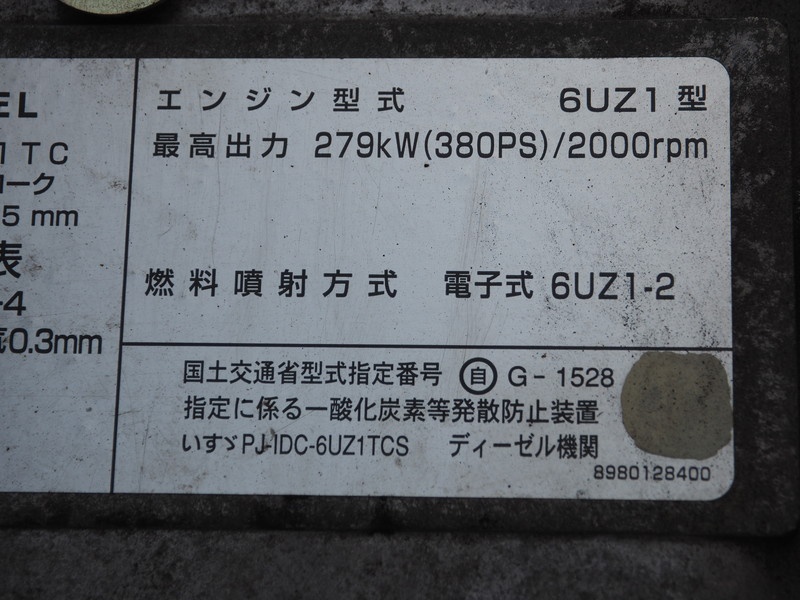 EL
1TC
ローク
5 mm
表
-4
0.3mm
エンジン型式 6UZ1型
最高出力 279kW(380PS)/2000rpm
燃料噴射方式 電子式 6UZ1-2
国土交通省型式指定番号 自 G-1528
指定に係る一酸化炭素等発散防止装置
いすゞPJ-IDC-6UZ1TCS ディーゼル機関
8980128400